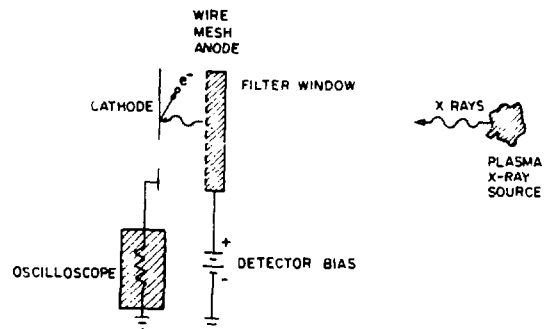 WIRE
MESH
ANODE
e-
FILTER WINDOW
CATHODE
X RAYS
PLASMA
X-RAY
SOURCE
+
DETECTOR BIAS
-
OSCILLOSCOPE